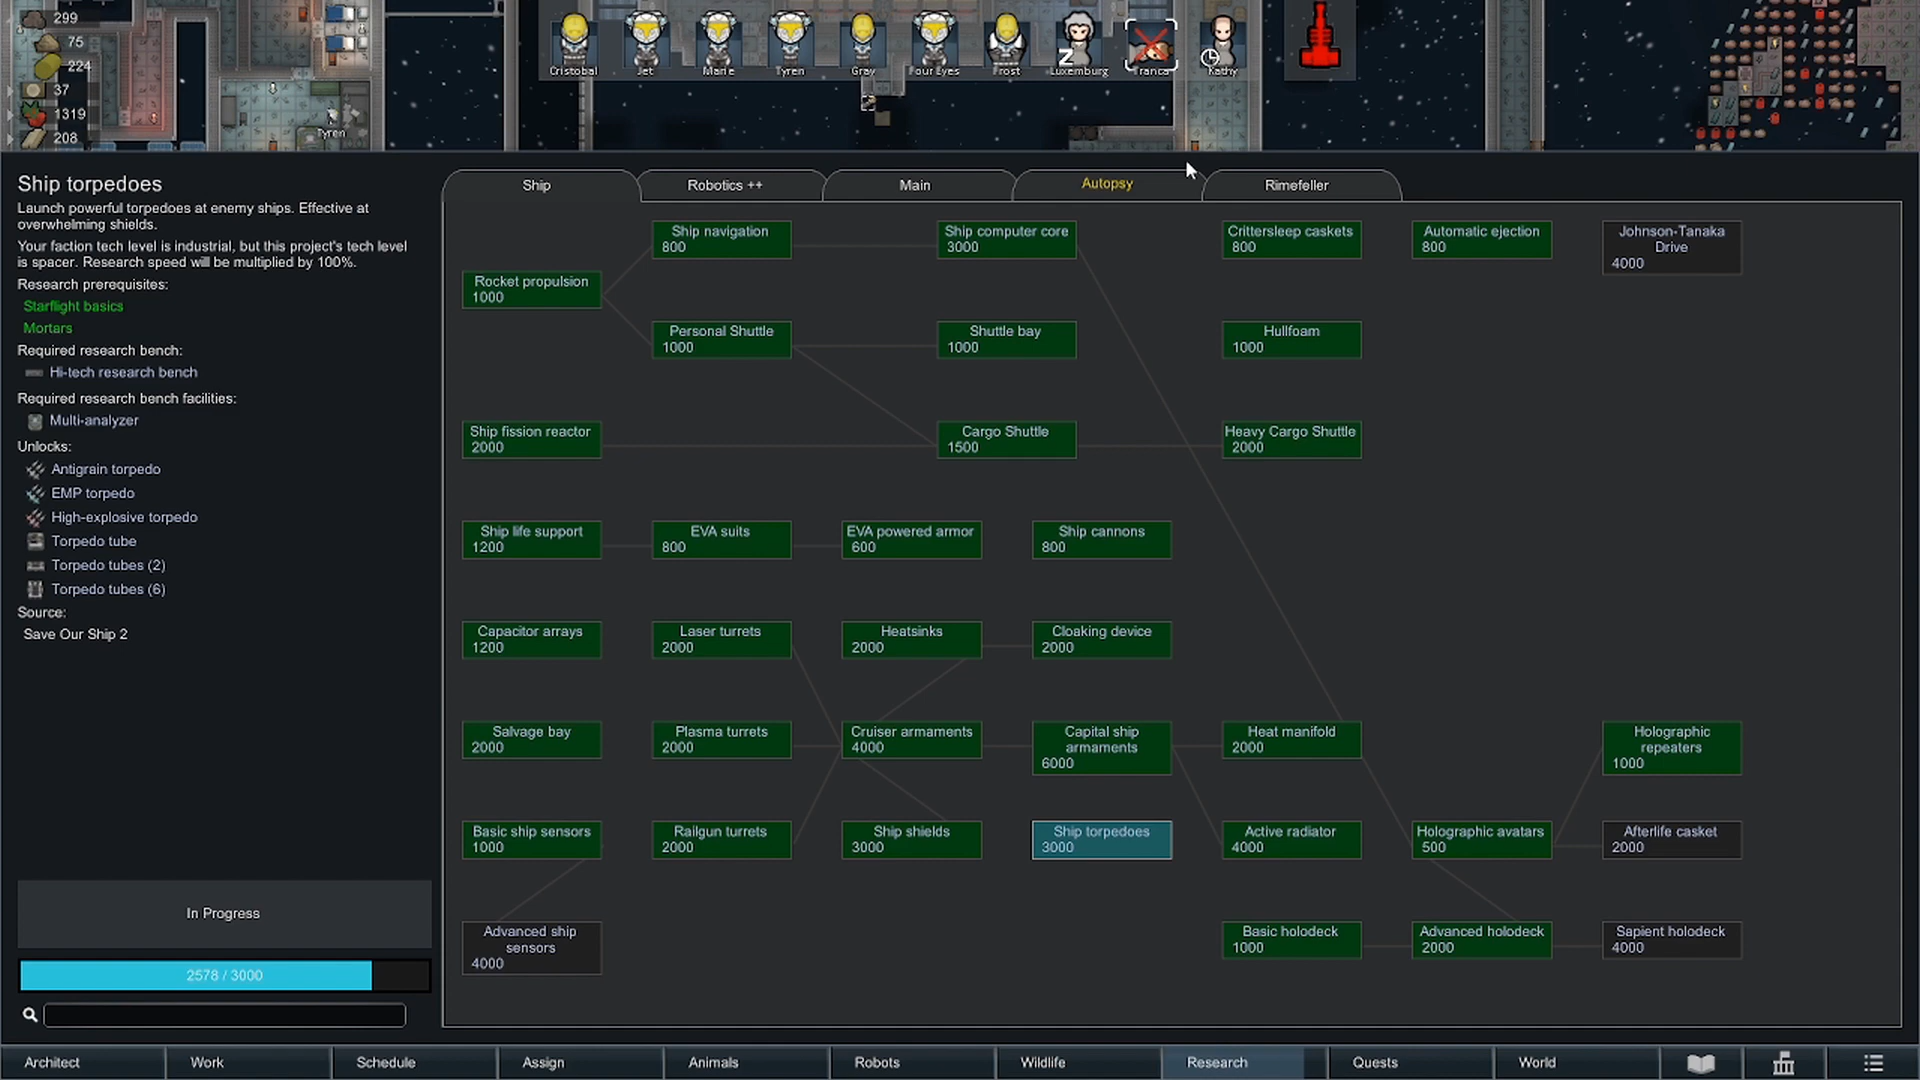 299
75
224
37
1319
208
Tyren
Cristobal
Jet
Marie
Tyren
Gray
Four Eyes
Frost
Z
Luxemburg
Franca
Kathy
Ship torpedoes
Launch powerful torpedoes at enemy ships. Effective at
overwhelming shields.
Your faction tech level is industrial, but this project's tech level
is spacer. Research speed will be multiplied by 100%.
Research prerequisites:
Starflight basics
Mortars
Required research bench:
Hi-tech research bench
Required research bench facilities:
Multi-analyzer
Unlocks:
Antigrain torpedo
EMP torpedo
High-explosive torpedo
Torpedo tube
Torpedo tubes (2)
Torpedo tubes (6)
Source:
Save Our Ship 2
In Progress
2578 / 3000
Ship
Robotics ++
Main
Autopsy
Rimefeller
Ship navigation
800
Ship computer core
3000
Crittersleep caskets
800
Automatic ejection
800
Johnson-Tanaka
Drive
4000
Rocket propulsion
1000
Personal Shuttle
1000
Shuttle bay
1000
Hullfoam
1000
Ship fission reactor
2000
Cargo Shuttle
1500
Heavy Cargo Shuttle
2000
Ship life support
1200
EVA suits
800
EVA powered armor
600
Ship cannons
800
Capacitor arrays
1200
Laser turrets
2000
Heatsinks
2000
Cloaking device
2000
Salvage bay
2000
Plasma turrets
2000
Cruiser armaments
4000
Capital ship
armaments
6000
Heat manifold
2000
Holographic
repeaters
1000
Basic ship sensors
1000
Railgun turrets
2000
Ship shields
3000
Ship torpedoes
3000
Active radiator
4000
Holographic avatars
500
Afterlife casket
2000
Advanced ship
sensors
4000
Basic holodeck
1000
Advanced holodeck
2000
Sapient holodeck
4000
Architect
Work
Schedule
Assign
Animals
Robots
Wildlife
Research
Quests
World